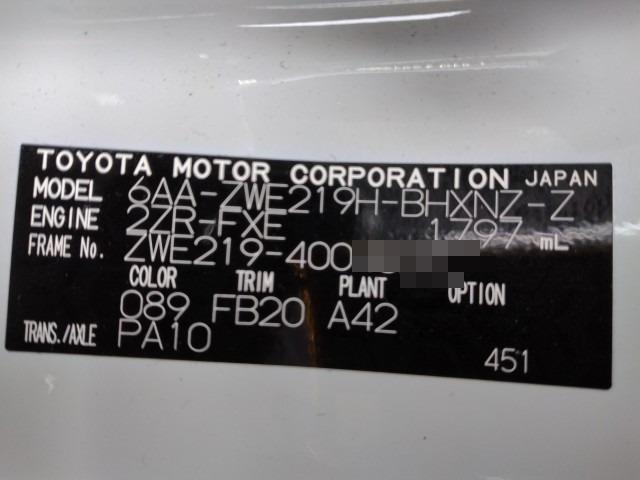 TOYOTA MOTOR CORPORATION JAPAN
MODEL 6AA-ZWE219H-BHXNZ-Z
ENGINE 2ZR-FXE 1,797 mL
FRAME No. ZWE219-400
COLOR TRIM PLANT OPTION
089 FB20 A42
TRANS./AXLE PA10
451